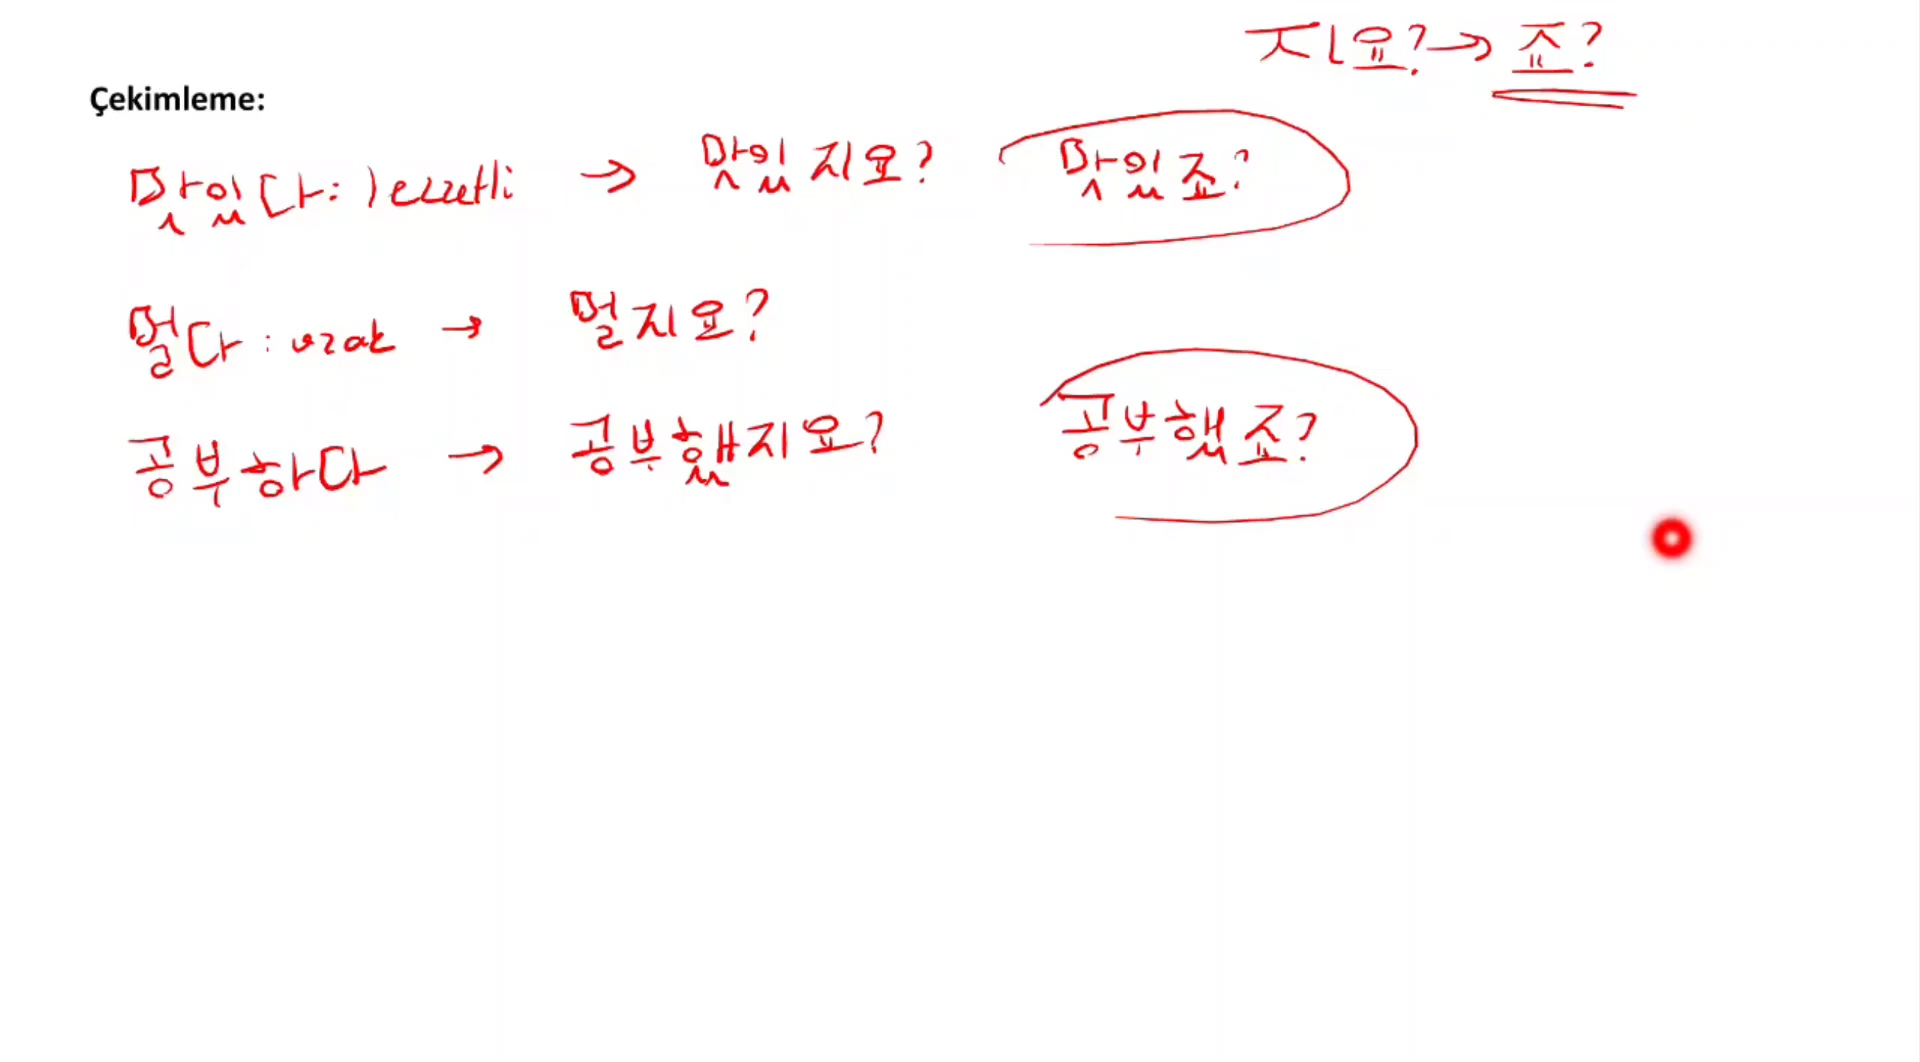 지요? →죠?
Çekimleme:
맛있다: lezzetli → 맛있지요? 맛있죠?
멀다: uzak → 멀지요?
공부하다 → 공부했지요? 공부했죠?